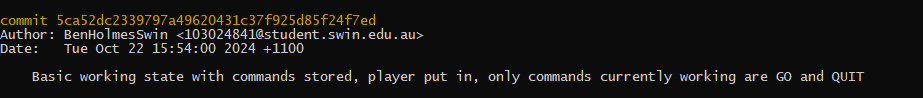 commit 5ca52dc2339797a49620431c37f925d85f24f7ed
Author: BenHolmesSwin <103024841@student.swin.edu.au>
Date:   Tue Oct 22 15:54:00 2024 +1100
    Basic working state with commands stored, player put in, only commands currently working are GO and QUIT